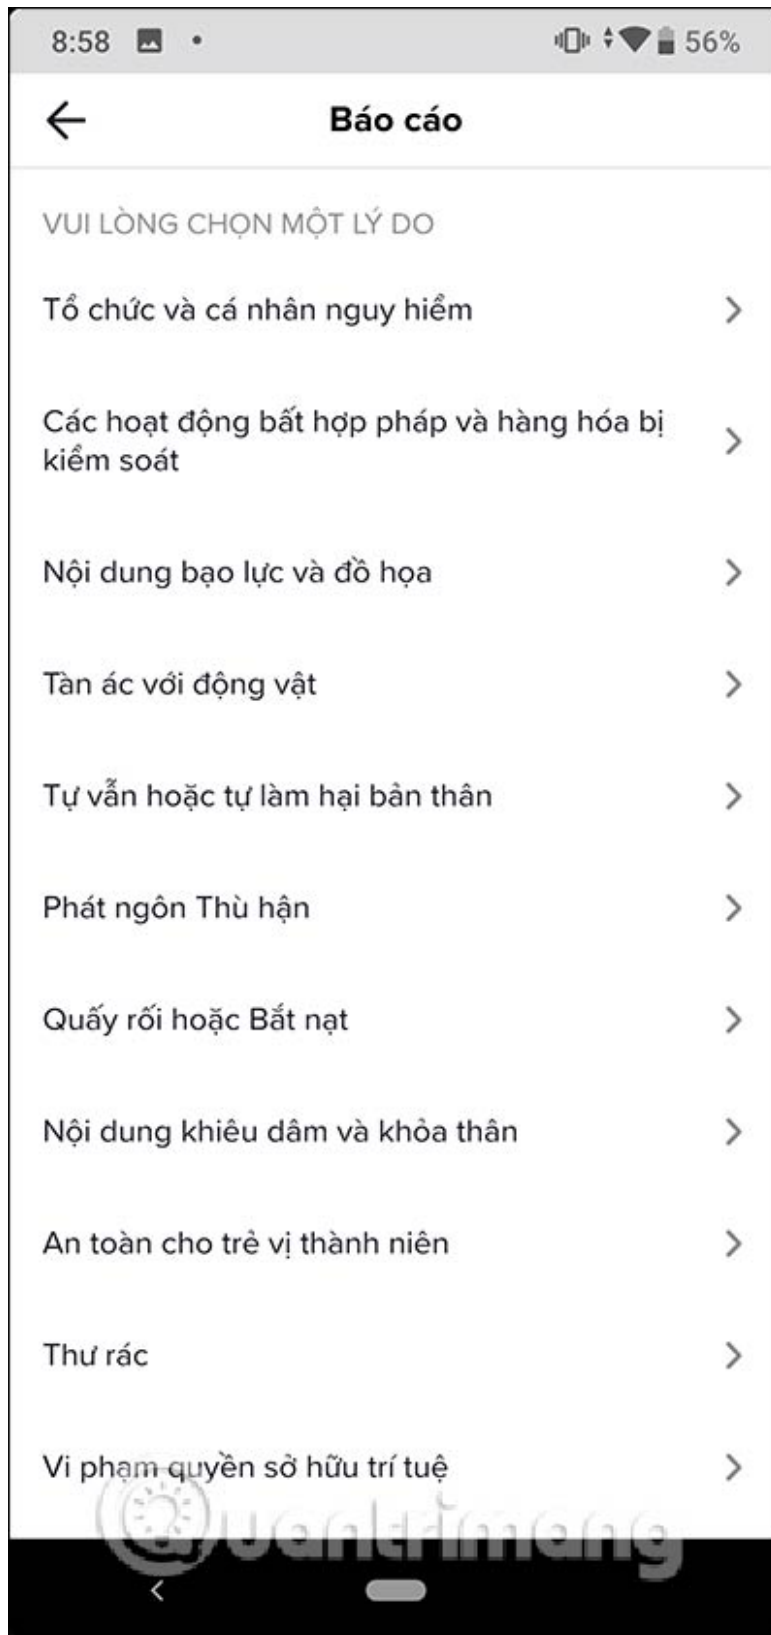 8:58
56%
Báo cáo
VUI LÒNG CHỌN MỘT LÝ DO
Tổ chức và cá nhân nguy hiểm
Các hoạt động bất hợp pháp và hàng hóa bị
kiểm soát
Nội dung bạo lực và đồ họa
Tàn ác với động vật
Tự vẫn hoặc tự làm hại bản thân
Phát ngôn Thù hận
Quấy rối hoặc Bắt nạt
Nội dung khiêu dâm và khỏa thân
An toàn cho trẻ vị thành niên
Thư rác
Vi phạm quyền sở hữu trí tuệ
Quantrimang